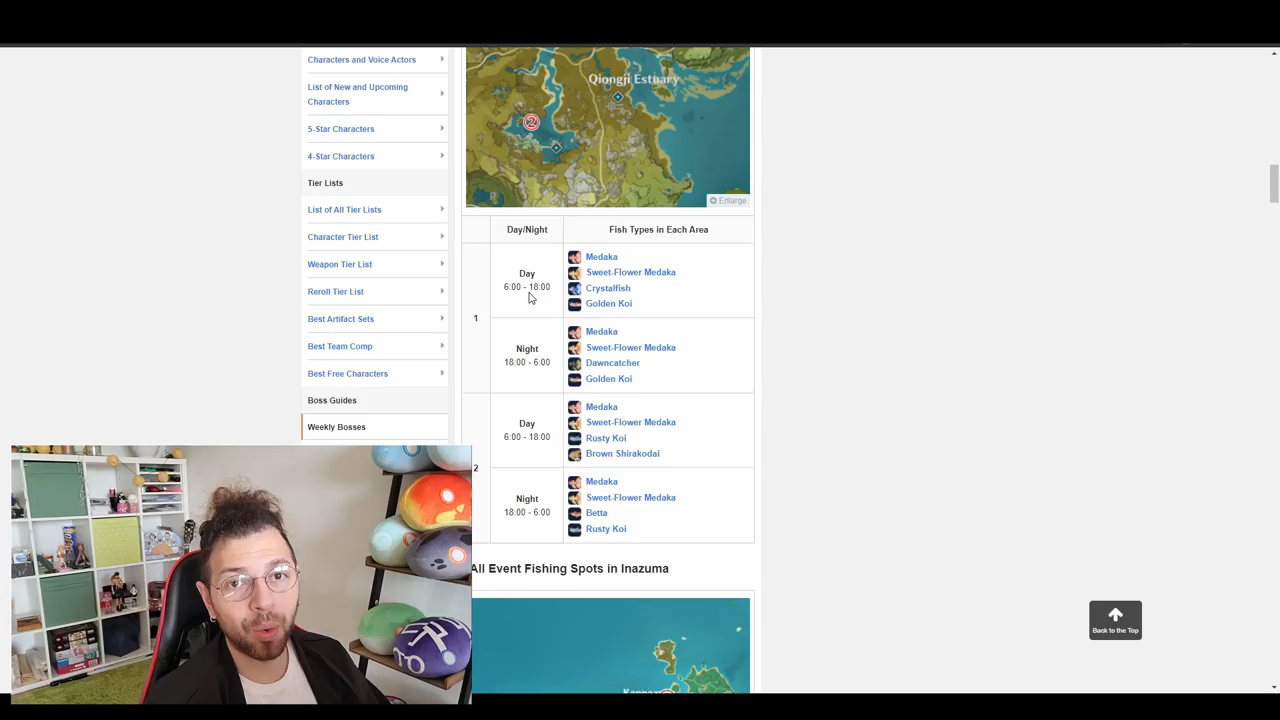 Characters and Voice Actors
List of New and Upcoming
Characters
5-Star Characters
4-Star Characters
Tier Lists
List of All Tier Lists
Character Tier List
Weapon Tier List
Reroll Tier List
Best Artifact Sets
Best Team Comp
Best Free Characters
Boss Guides
Weekly Bosses
Qiongji Estuary
2
Enlarge
Day/Night
Fish Types in Each Area
1
Day
6:00 - 18:00
Medaka
Sweet-Flower Medaka
Crystalfish
Golden Koi
Night
18:00 - 6:00
Medaka
Sweet-Flower Medaka
Dawncatcher
Golden Koi
2
Day
6:00 - 18:00
Medaka
Sweet-Flower Medaka
Rusty Koi
Brown Shirakodai
Night
18:00 - 6:00
Medaka
Sweet-Flower Medaka
Betta
Rusty Koi
All Event Fishing Spots in Inazuma
Back to the Top